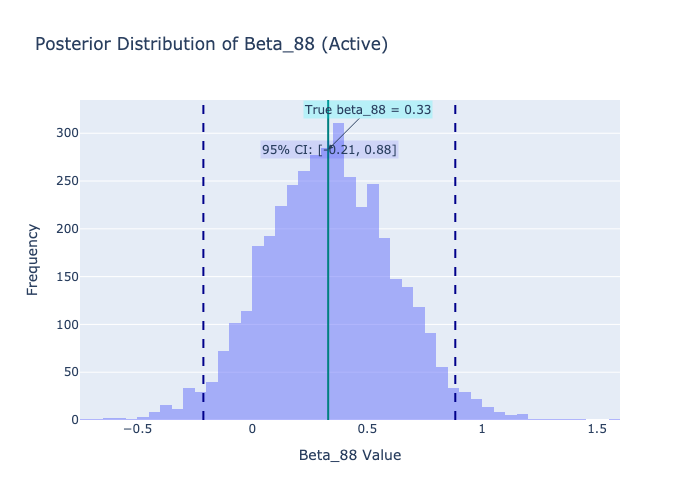 Posterior Distribution of Beta_88 (Active)
True beta_88 = 0.33
95% CI: [-0.21, 0.88]
300
250
200
150
100
50
0
Frequency
−0.5
0
0.5
1
1.5
Beta_88 Value